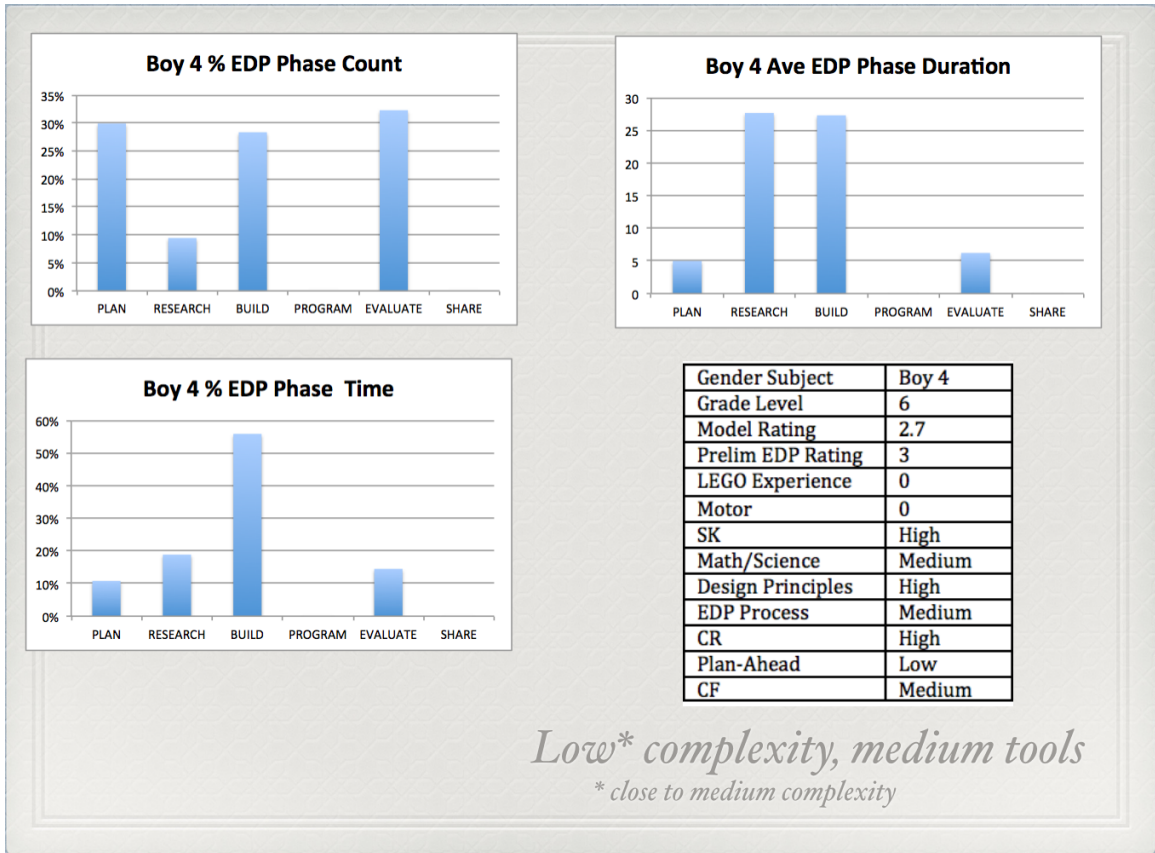 Boy 4 % EDP Phase Count
35%
30%
25%
20%
15%
10%
5%
0%
PLAN RESEARCH BUILD PROGRAM EVALUATE SHARE
Boy 4 Ave EDP Phase Duration
30
25
20
15
10
5
0
PLAN RESEARCH BUILD PROGRAM EVALUATE SHARE
Boy 4 % EDP Phase Time
60%
50%
40%
30%
20%
10%
0%
PLAN RESEARCH BUILD PROGRAM EVALUATE SHARE
Gender Subject Boy 4
Grade Level 6
Model Rating 2.7
Prelim EDP Rating 3
LEGO Experience 0
Motor 0
SK High
Math/Science Medium
Design Principles High
EDP Process Medium
CR High
Plan-Ahead Low
CF Medium
Low* complexity, medium tools
* close to medium complexity